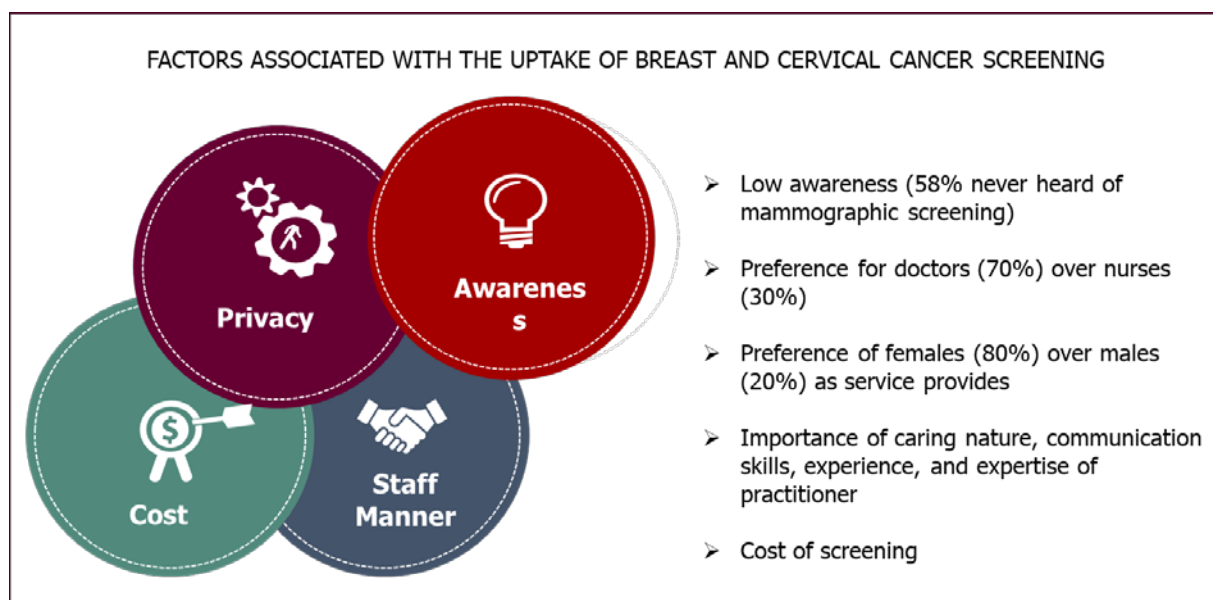 FACTORS ASSOCIATED WITH THE UPTAKE OF BREAST AND CERVICAL CANCER SCREENING
Privacy
Awarenes
s
$
Cost
Staff
Manner
➢ Low awareness (58% never heard of
mammographic screening)
➢ Preference for doctors (70%) over nurses
(30%)
➢ Preference of females (80%) over males
(20%) as service provides
➢ Importance of caring nature, communication
skills, experience, and expertise of
practitioner
➢ Cost of screening